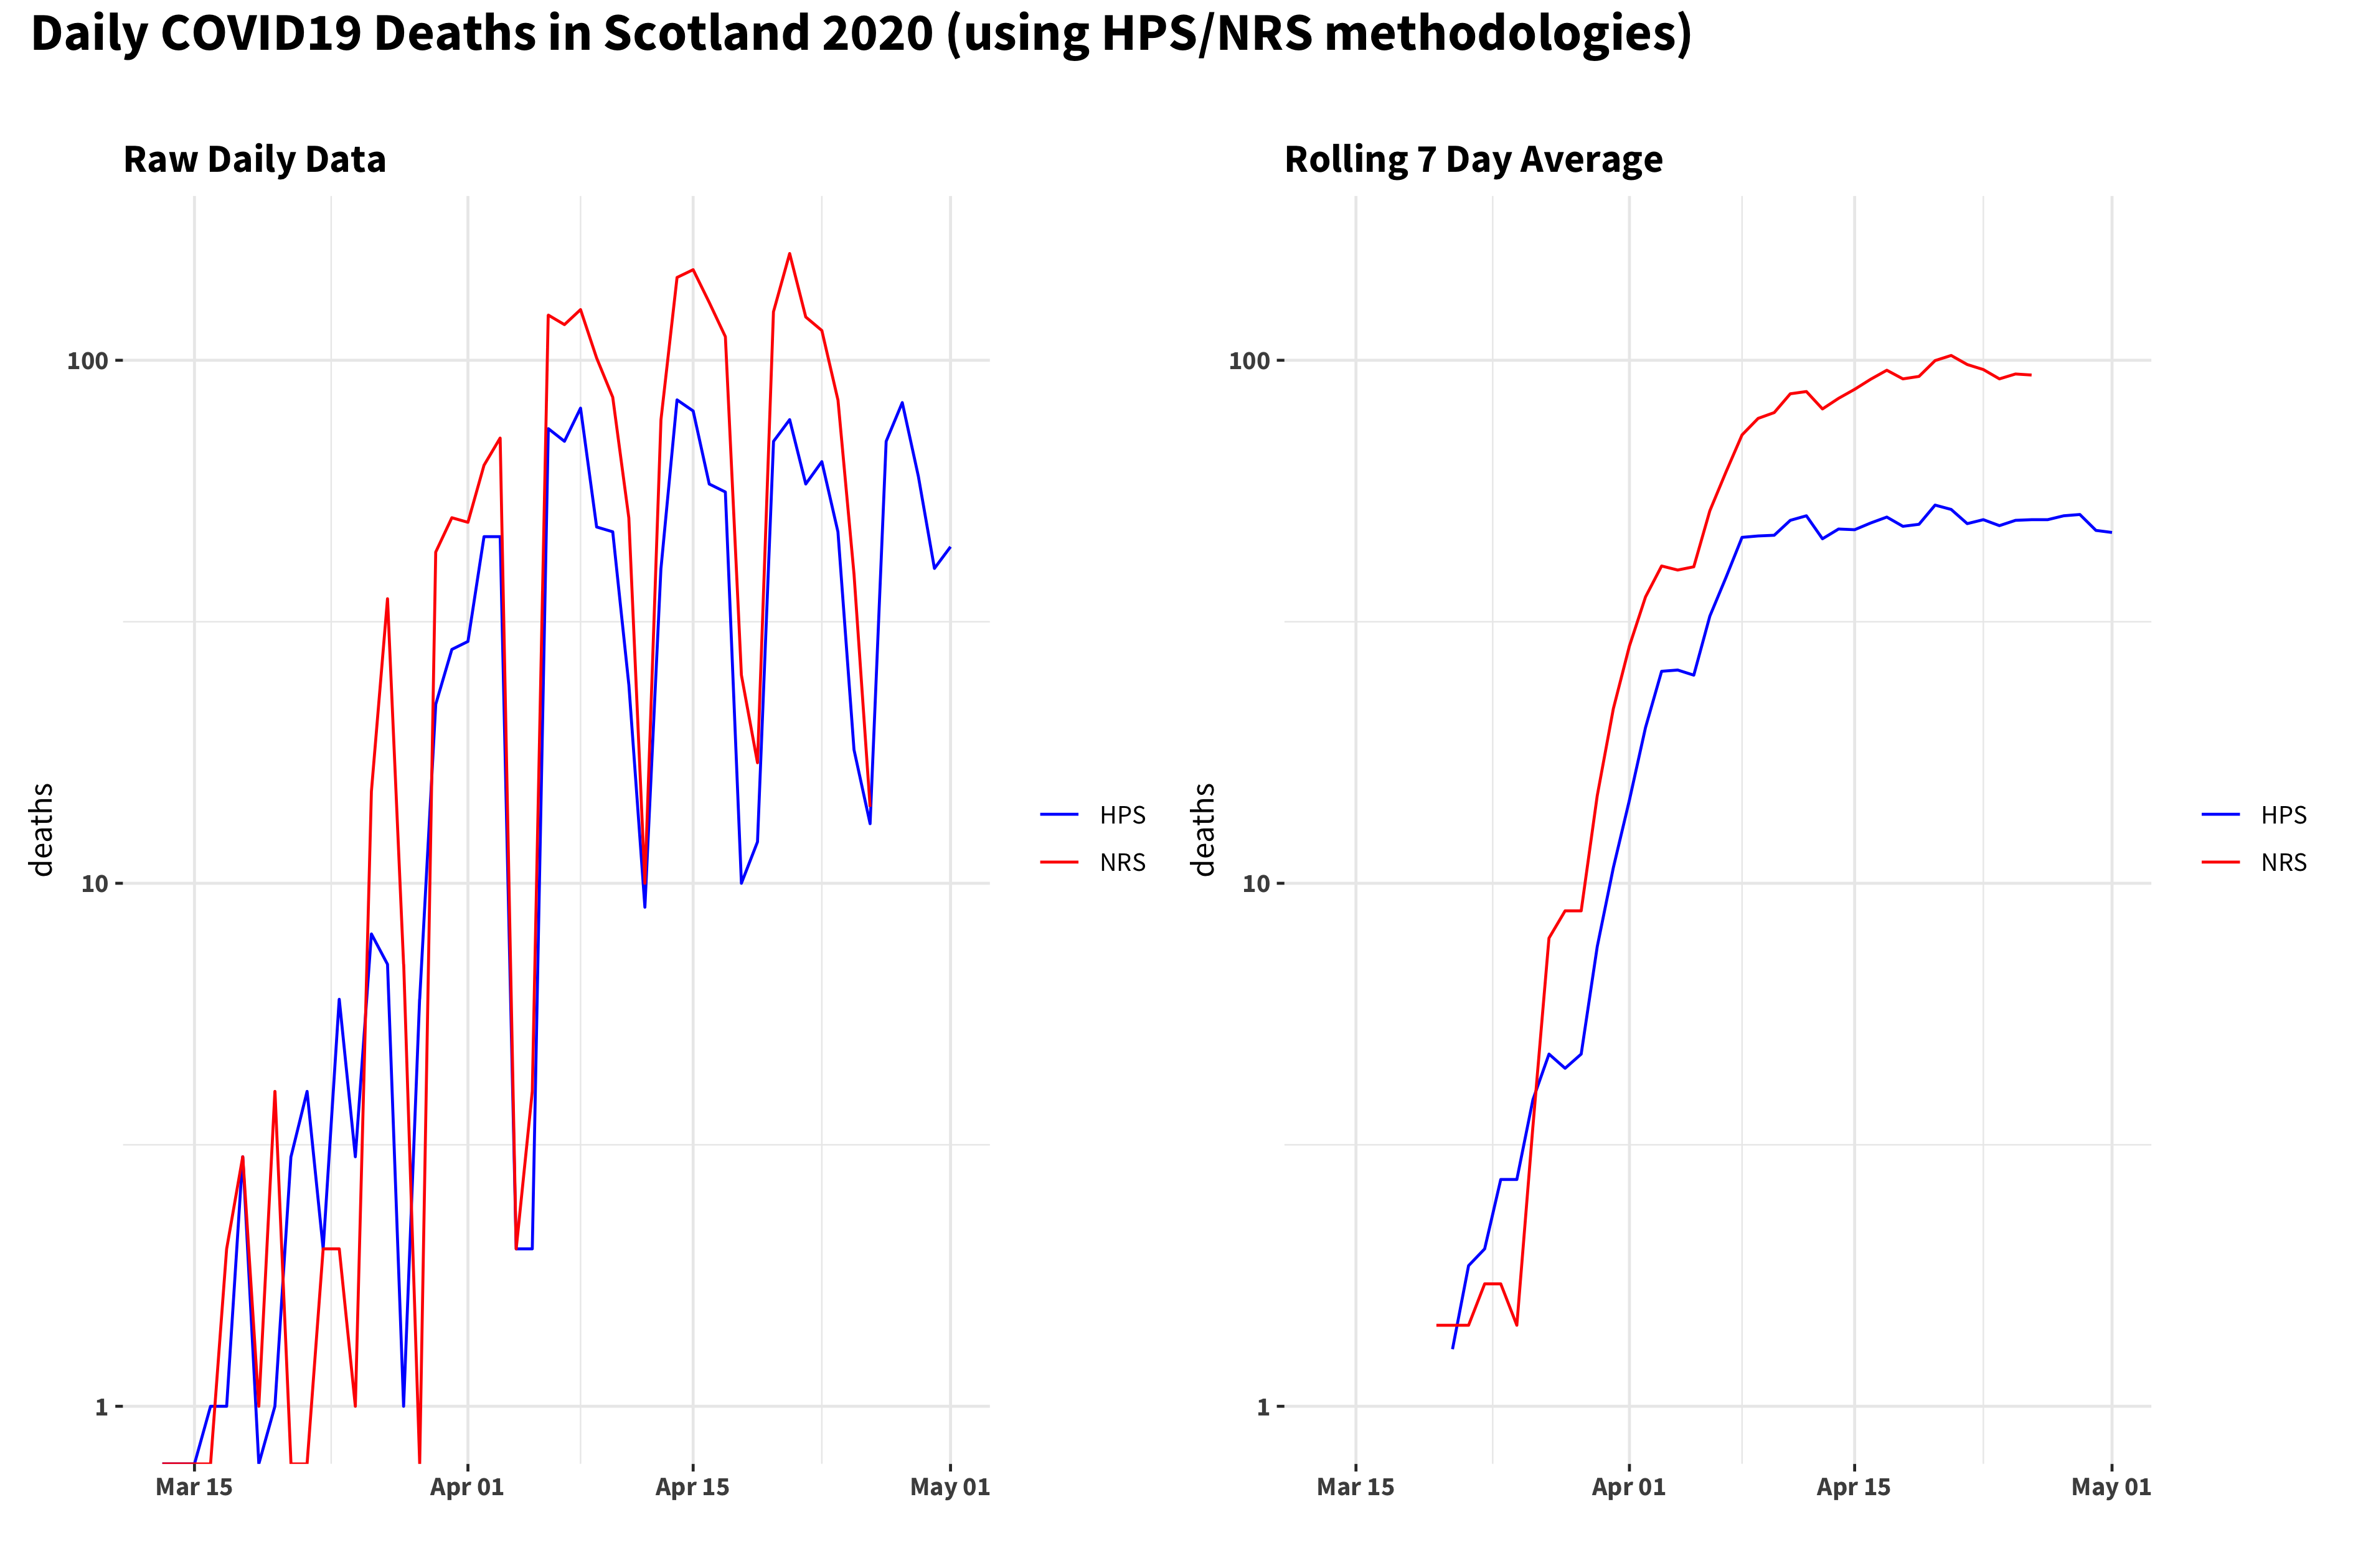 Daily COVID19 Deaths in Scotland 2020 (using HPS/NRS methodologies)
Raw Daily Data
deaths
100
10
1
Mar 15 Apr 01 Apr 15 May 01
HPS
NRS
Rolling 7 Day Average
deaths
100
10
1
Mar 15 Apr 01 Apr 15 May 01
HPS
NRS